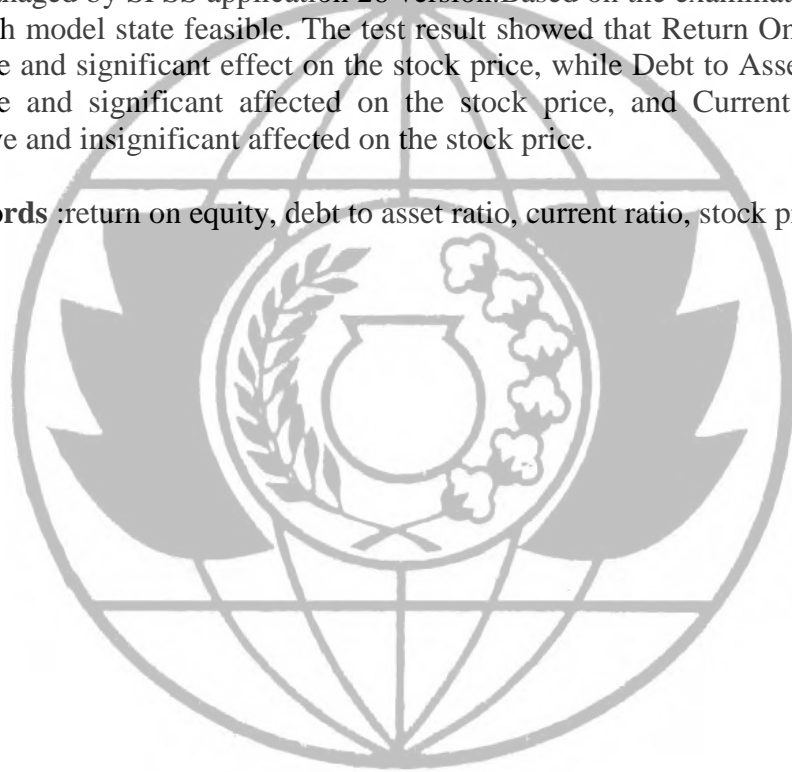 naged by SPSS application 26 version.Based on the examinat
h model state feasible. The test result showed that Return On
e and significant effect on the stock price, while Debt to Asse
e and significant affected on the stock price, and Current
ve and insignificant affected on the stock price.
ords :return on equity, debt to asset ratio, current ratio, stock pr